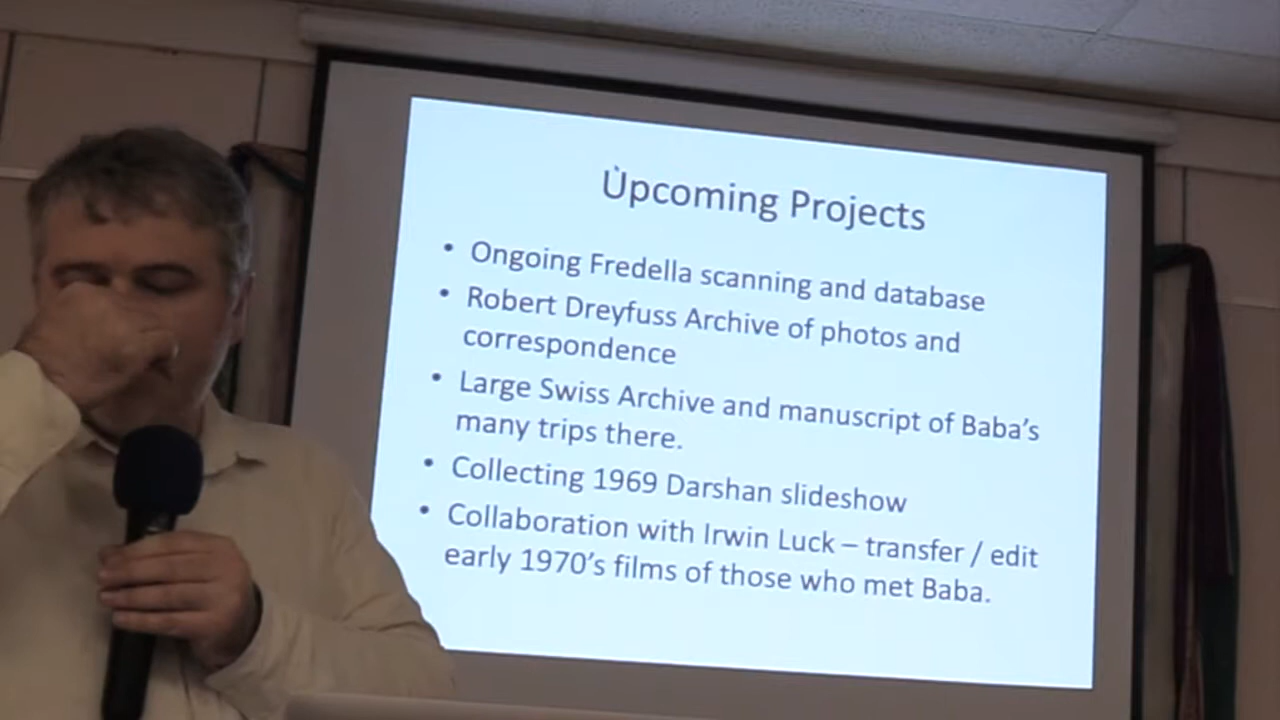 Upcoming Projects
• Ongoing Fredella scanning and database
• Robert Dreyfuss Archive of photos and
correspondence
• Large Swiss Archive and manuscript of Baba's
many trips there.
• Collecting 1969 Darshan slideshow
• Collaboration with Irwin Luck – transfer / edit
early 1970's films of those who met Baba.